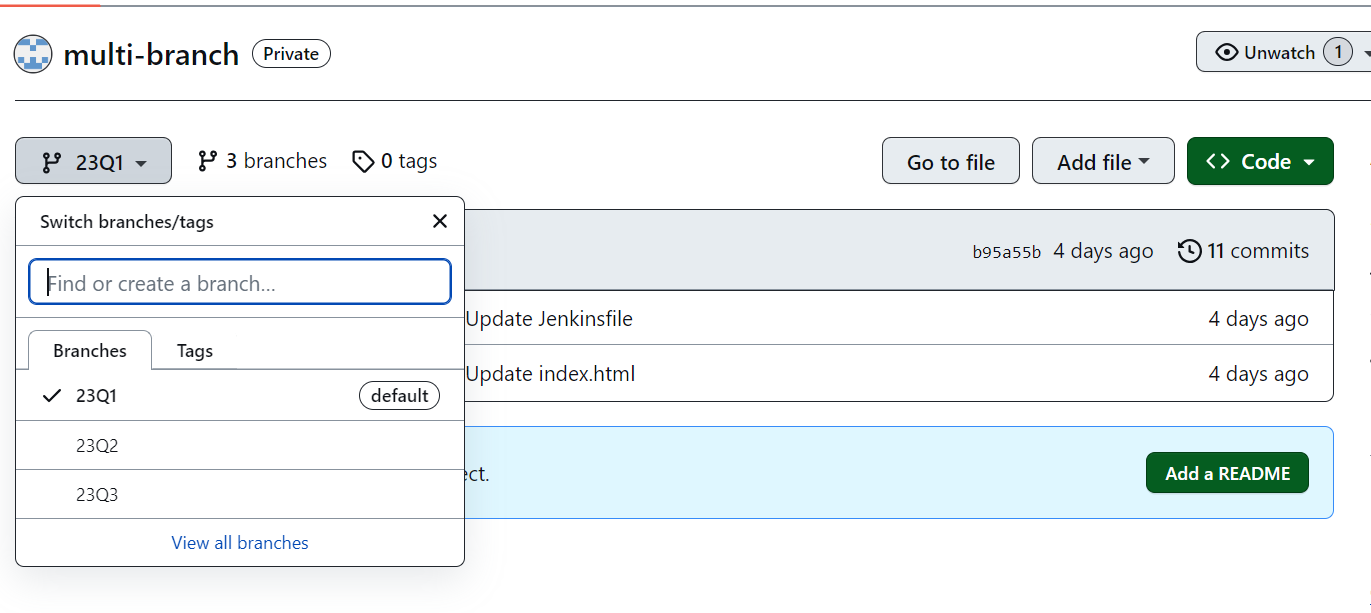 multi-branch Private Unwatch 1
23Q1 3 branches 0 tags Go to file Add file Code
Switch branches/tags
b95a55b 4 days ago 11 commits
Find or create a branch...
Update Jenkinsfile 4 days ago
Branches Tags
Update index.html 4 days ago
23Q1 default
23Q2
ect. Add a README
23Q3
View all branches